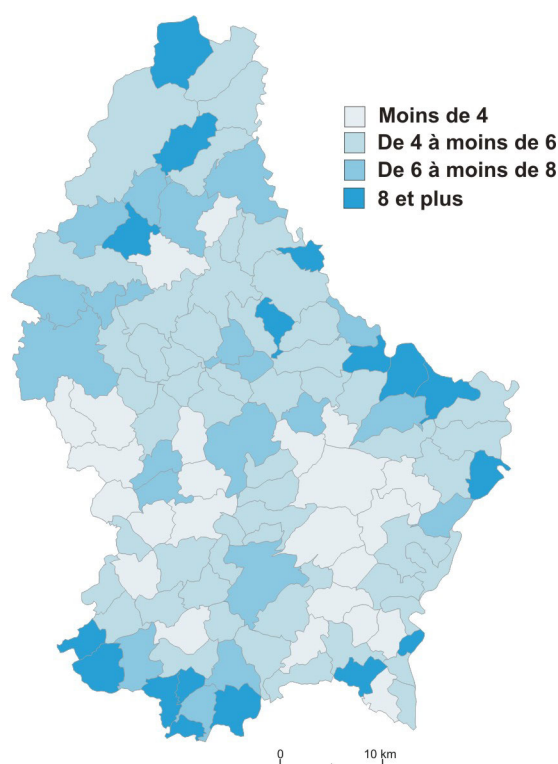 Moins de 4
De 4 à moins de 6
De 6 à moins de 8
8 et plus
0 10 km